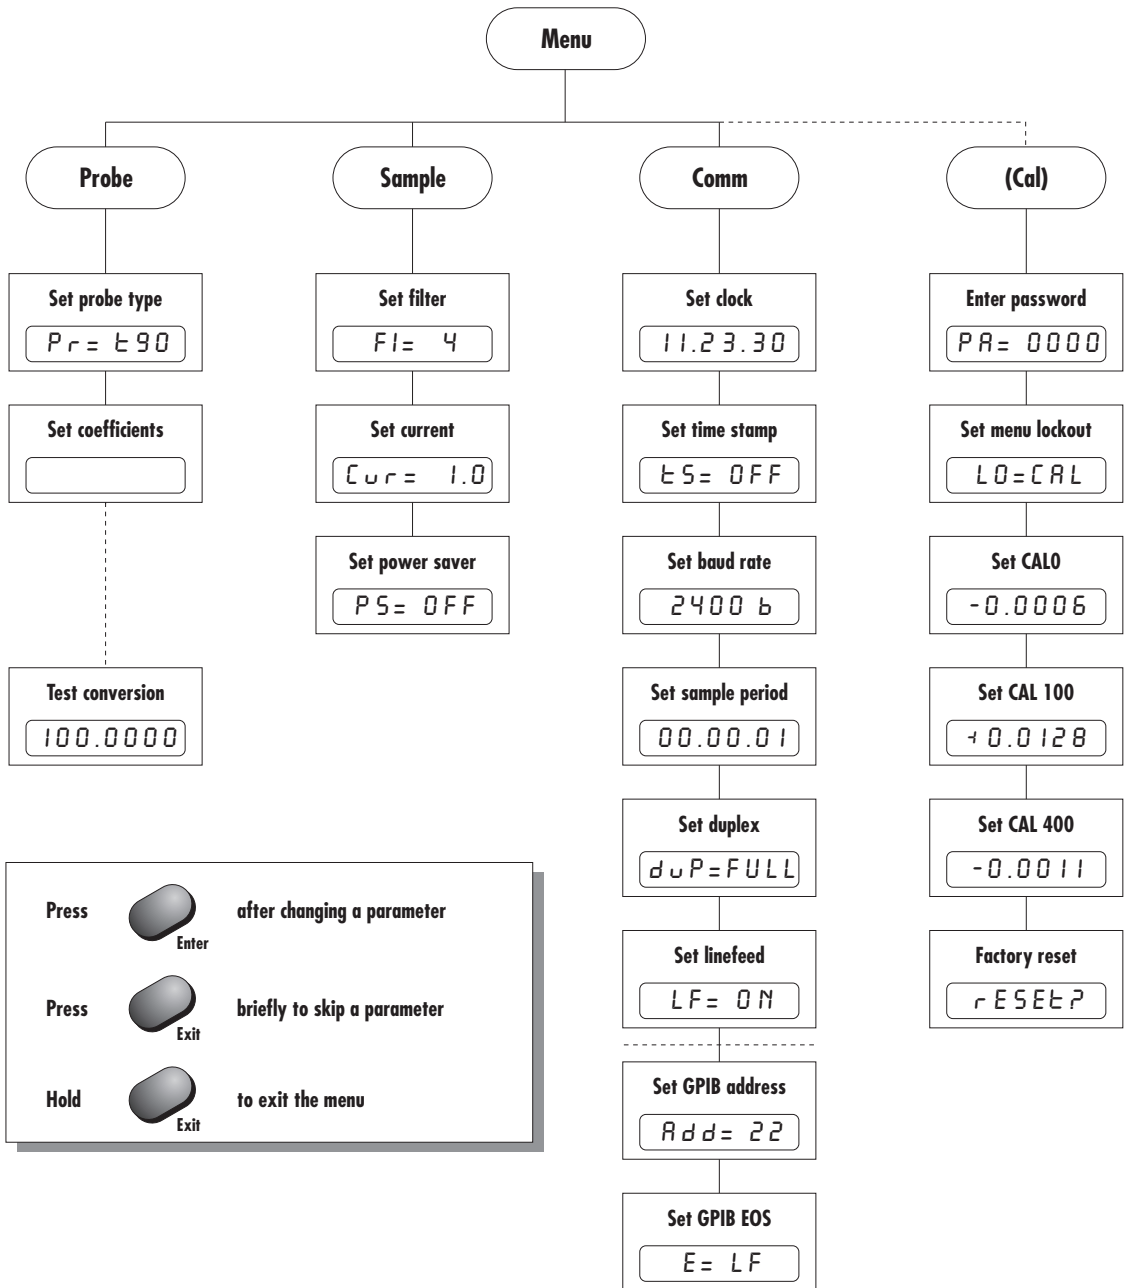 Menu
Probe
Sample
Comm
(Cal)
Set probe type
Pr= t90
Set coefficients
Test conversion
100.0000
Set filter
FI= 4
Set current
Cur= 1.0
Set power saver
PS= OFF
Set clock
11.23.30
Set time stamp
tS= OFF
Set baud rate
2400 b
Set sample period
00.00.01
Set duplex
duP=FULL
Set linefeed
LF= ON
Set GPIB address
Add= 22
Set GPIB EOS
E= LF
Enter password
PA= 0000
Set menu lockout
LO=CAL
Set CAL0
-0.0006
Set CAL 100
+0.0128
Set CAL 400
-0.0011
Factory reset
rESEt?
Press Enter after changing a parameter
Press Exit briefly to skip a parameter
Hold Exit to exit the menu